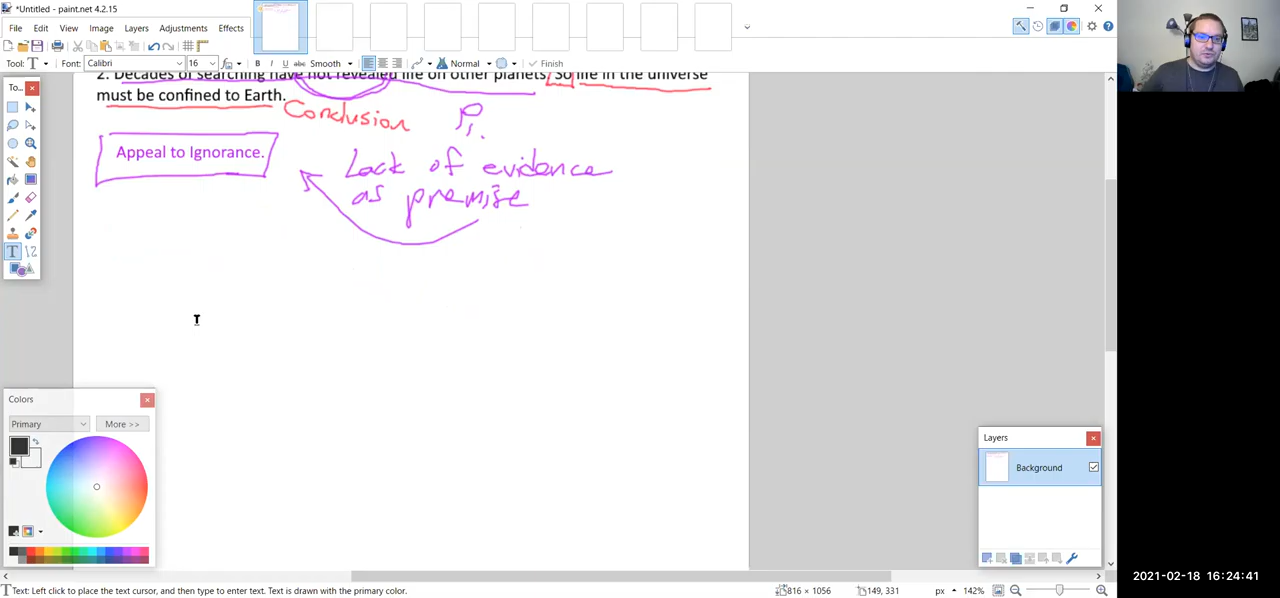 *Untitled - paint.net 4.2.15
File Edit View Image Layers Adjustments Effects
Tool: T Font: Calibri 16 B I U abc Smooth Normal Finish
2. Decades of searching have not revealed life on other planets. So life in the universe
must be confined to Earth.
Conclusion P1.
Appeal to Ignorance.
Lack of evidence
as premise
To...
Colors
Primary More >>
Layers
Background
2021-02-18 16:24:41
Text: Left click to place the text cursor, and then type to enter text. Text is drawn with the primary color. 816 × 1056 149, 331 px 142%